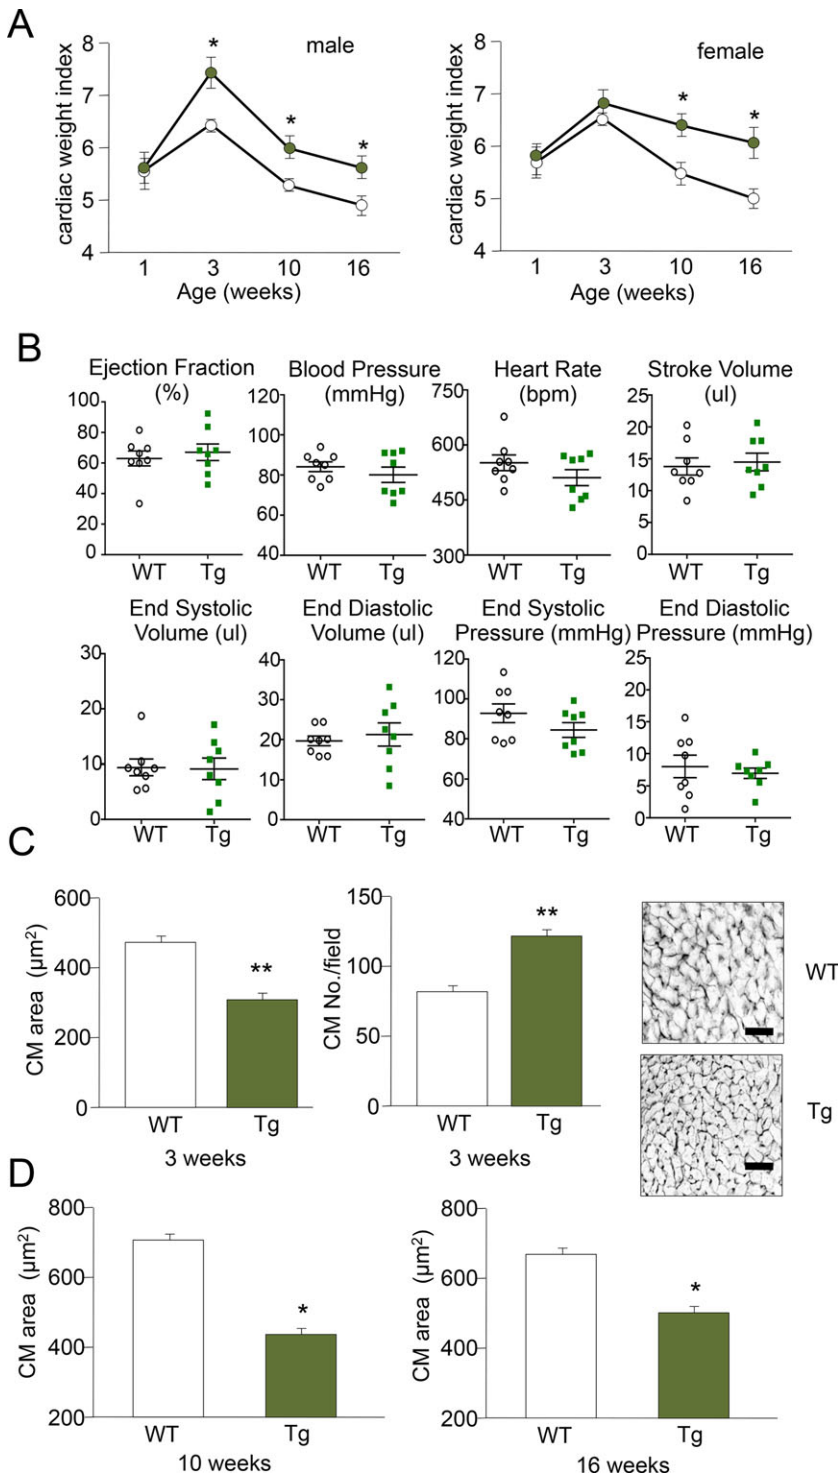 A
male
female
cardiac weight index
8
7
6
5
4
*
*
*
1 3 10 16
Age (weeks)
cardiac weight index
8
7
6
5
4
*
*
1 3 10 16
Age (weeks)
B
Ejection Fraction
(%)
100
80
60
40
20
0
WT Tg
Blood Pressure
(mmHg)
120
100
80
60
40
WT Tg
Heart Rate
(bpm)
750
600
450
300
WT Tg
Stroke Volume
(ul)
25
20
15
10
5
0
WT Tg
End Systolic
Volume (ul)
30
20
10
0
WT Tg
End Diastolic
Volume (ul)
40
30
20
10
0
WT Tg
End Systolic
Pressure (mmHg)
120
100
80
60
40
WT Tg
End Diastolic
Pressure (mmHg)
25
20
15
10
5
0
WT Tg
C
CM area (µm²)
600
400
200
0
**
WT Tg
3 weeks
CM No./field
150
100
50
0
**
WT Tg
3 weeks
WT
Tg
D
CM area (µm²)
800
600
400
200
*
WT Tg
10 weeks
CM area (µm²)
800
600
400
200
*
WT Tg
16 weeks